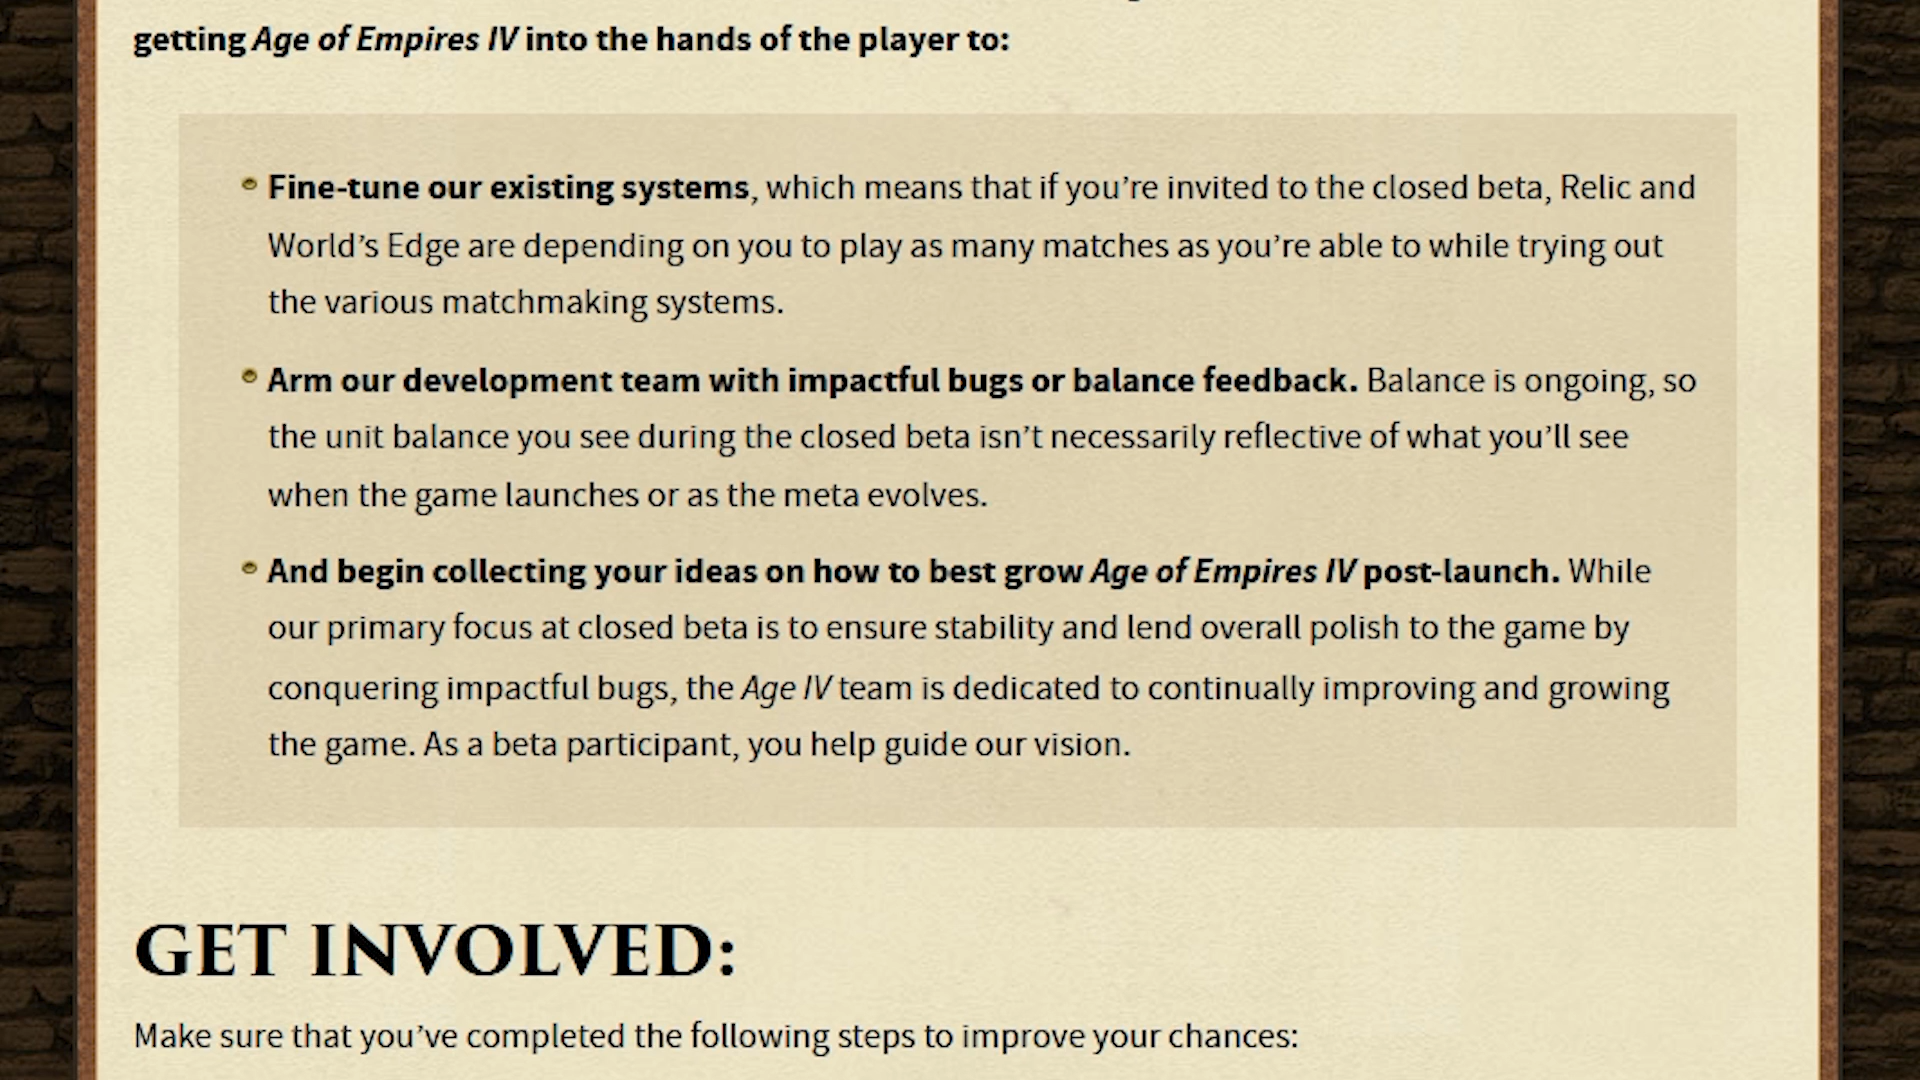 getting Age of Empires IV into the hands of the player to:
Fine-tune our existing systems, which means that if you’re invited to the closed beta, Relic and
World’s Edge are depending on you to play as many matches as you’re able to while trying out
the various matchmaking systems.
Arm our development team with impactful bugs or balance feedback. Balance is ongoing, so
the unit balance you see during the closed beta isn’t necessarily reflective of what you’ll see
when the game launches or as the meta evolves.
And begin collecting your ideas on how to best grow Age of Empires IV post-launch. While
our primary focus at closed beta is to ensure stability and lend overall polish to the game by
conquering impactful bugs, the Age IV team is dedicated to continually improving and growing
the game. As a beta participant, you help guide our vision.
GET INVOLVED:
Make sure that you’ve completed the following steps to improve your chances: